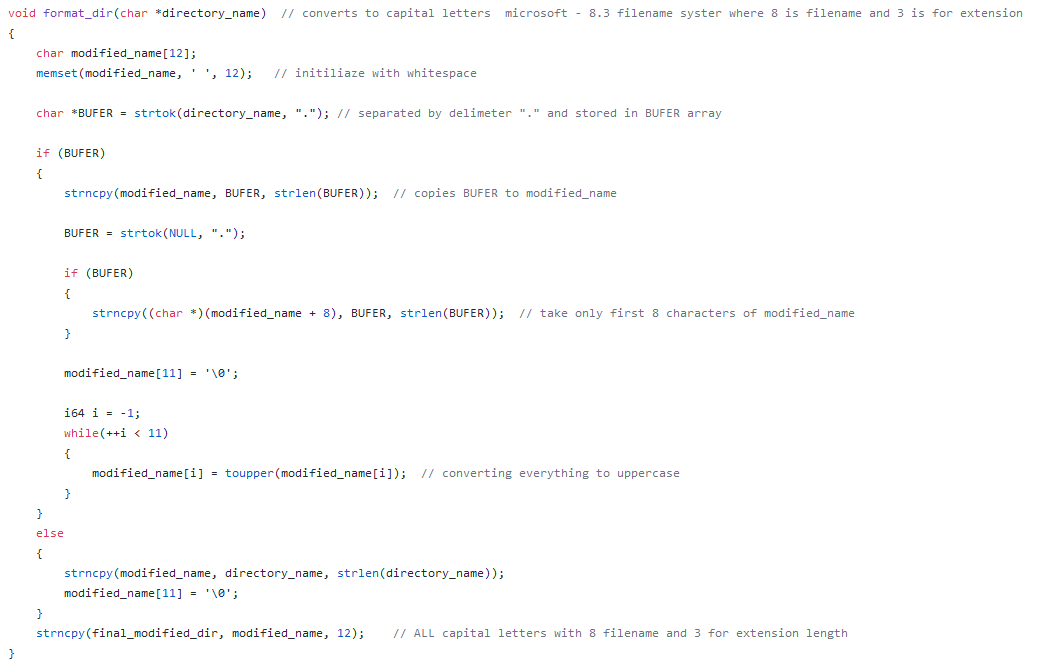 void format_dir(char *directory_name)  // converts to capital letters  microsoft - 8.3 filename syster where 8 is filename and 3 is for extension
{
    char modified_name[12];
    memset(modified_name, ' ', 12);   // initiliaze with whitespace

    char *BUFER = strtok(directory_name, "."); // separated by delimeter "." and stored in BUFER array

    if (BUFER)
    {
        strncpy(modified_name, BUFER, strlen(BUFER));  // copies BUFER to modified_name

        BUFER = strtok(NULL, ".");

        if (BUFER)
        {
            strncpy((char *)(modified_name + 8), BUFER, strlen(BUFER));  // take only first 8 characters of modified_name
        }

        modified_name[11] = '\0';

        i64 i = -1;
        while(++i < 11)
        {
            modified_name[i] = toupper(modified_name[i]);  // converting everything to uppercase
        }
    }
    else
    {
        strncpy(modified_name, directory_name, strlen(directory_name));
        modified_name[11] = '\0';
    }
    strncpy(final_modified_dir, modified_name, 12);    // ALL capital letters with 8 filename and 3 for extension length
}